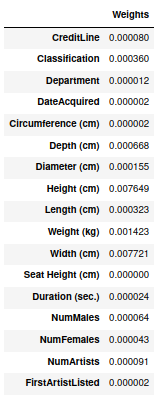 Weights
CreditLine 0.000080
Classification 0.000360
Department 0.000012
DateAcquired 0.000002
Circumference (cm) 0.000002
Depth (cm) 0.000668
Diameter (cm) 0.000155
Height (cm) 0.007649
Length (cm) 0.000323
Weight (kg) 0.001423
Width (cm) 0.007721
Seat Height (cm) 0.000000
Duration (sec.) 0.000024
NumMales 0.000064
NumFemales 0.000043
NumArtists 0.000091
FirstArtistListed 0.000002